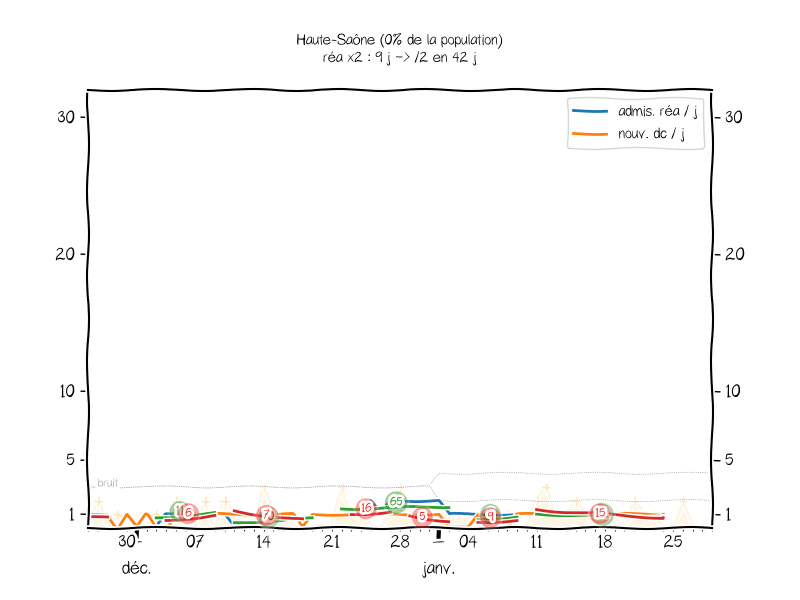 Haute-Saône (0% de la population)
réa x2 : 9 j -> /2 en 42 j
admis. réa / j
nouv. dc / j
30 30
20 20
10 10
5 5
bruit
1 1
6 7 16 65 5 9 15
30 07 14 21 28 04 11 18 25
déc. janv.